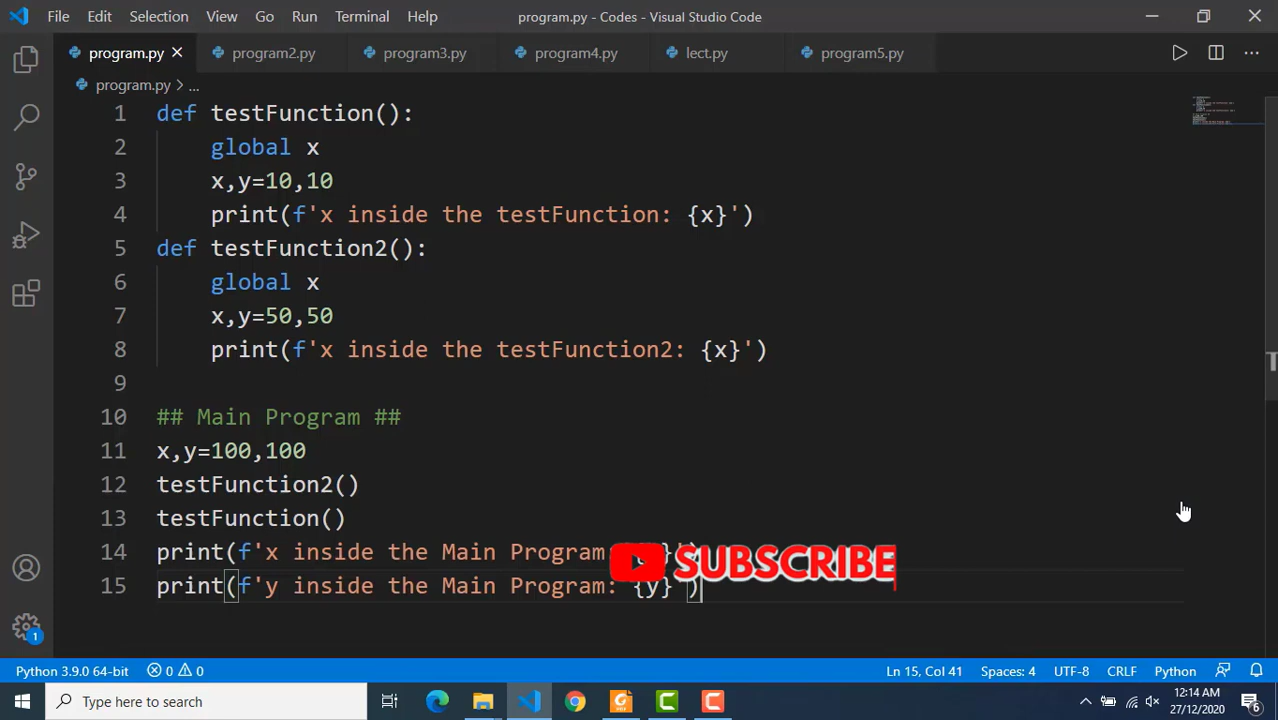 File Edit Selection View Go Run Terminal Help program.py - Codes - Visual Studio Code
program.py program2.py program3.py program4.py lect.py program5.py
program.py > ...
1 def testFunction():
2     global x
3     x,y=10,10
4     print(f'x inside the testFunction: {x}')
5 def testFunction2():
6     global x
7     x,y=50,50
8     print(f'x inside the testFunction2: {x}')
9
10 ## Main Program ##
11 x,y=100,100
12 testFunction2()
13 testFunction()
14 print(f'x inside the Main Program
SUBSCRIBE
15 print(f'y inside the Main Program: {y}')
1
Python 3.9.0 64-bit 0 0 Ln 15, Col 41 Spaces: 4 UTF-8 CRLF Python
Type here to search
12:14 AM
27/12/2020
6